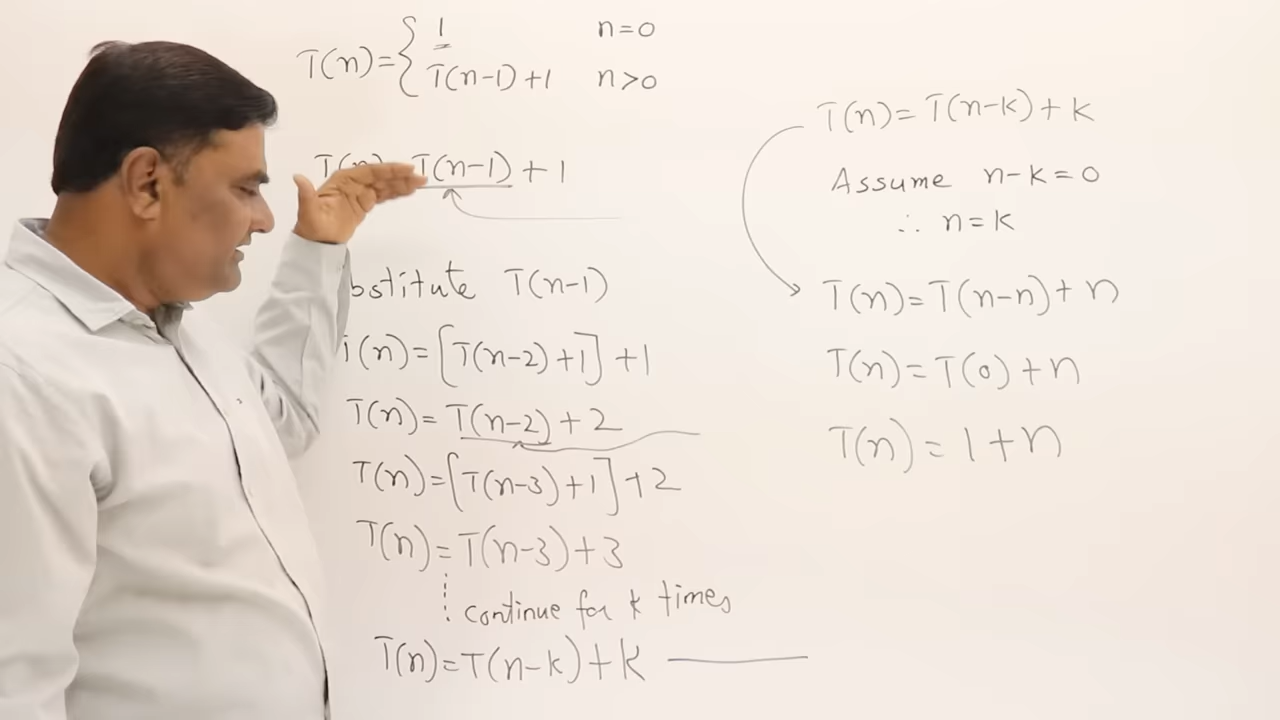 T(n)= { 1 n=0
T(n-1)+1 n>0
T(n) T(n-1) + 1
bstitute T(n-1)
T(n)= [T(n-2)+1] +1
T(n)= T(n-2)+2
T(n)=[T(n-3)+1]+2
T(n)=T(n-3)+3
⋮ continue for k times
T(n)=T(n-k)+k
T(n)= T(n-k)+k
Assume n-k=0
∴ n=k
T(n)=T(n-n)+n
T(n)=T(0)+n
T(n)= 1+n